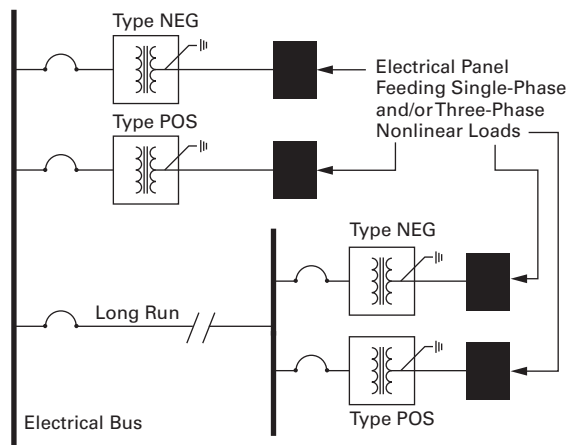 Type NEG
Electrical Panel
Feeding Single-Phase
and/or Three-Phase
Nonlinear Loads
Type POS
Type NEG
Long Run
Type POS
Electrical Bus